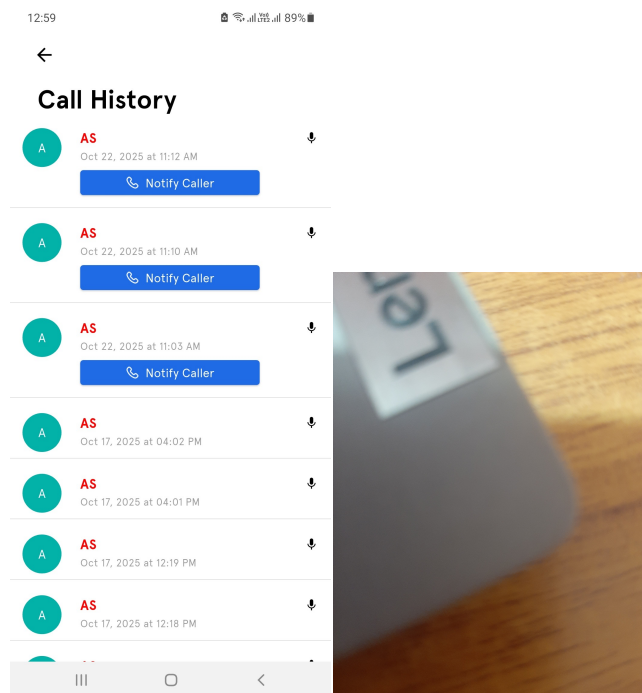 12:59 89%
Call History
A AS
Oct 22, 2025 at 11:12 AM
Notify Caller
A AS
Oct 22, 2025 at 11:10 AM
Notify Caller
A AS
Oct 22, 2025 at 11:03 AM
Notify Caller
A AS
Oct 17, 2025 at 04:02 PM
A AS
Oct 17, 2025 at 04:01 PM
A AS
Oct 17, 2025 at 12:19 PM
A AS
Oct 17, 2025 at 12:18 PM